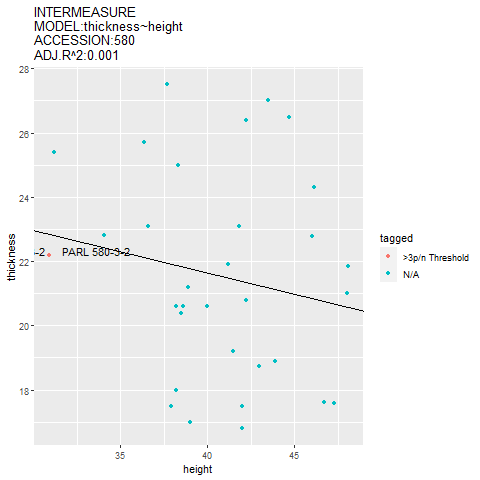 INTERMEASURE
MODEL:thickness~height
ACCESSION:580
ADJ.R^2:0.001
28
26
24
22
20
18
thickness
-2
PARL 580-3-2
35
40
45
height
tagged
>3p/n Threshold
N/A